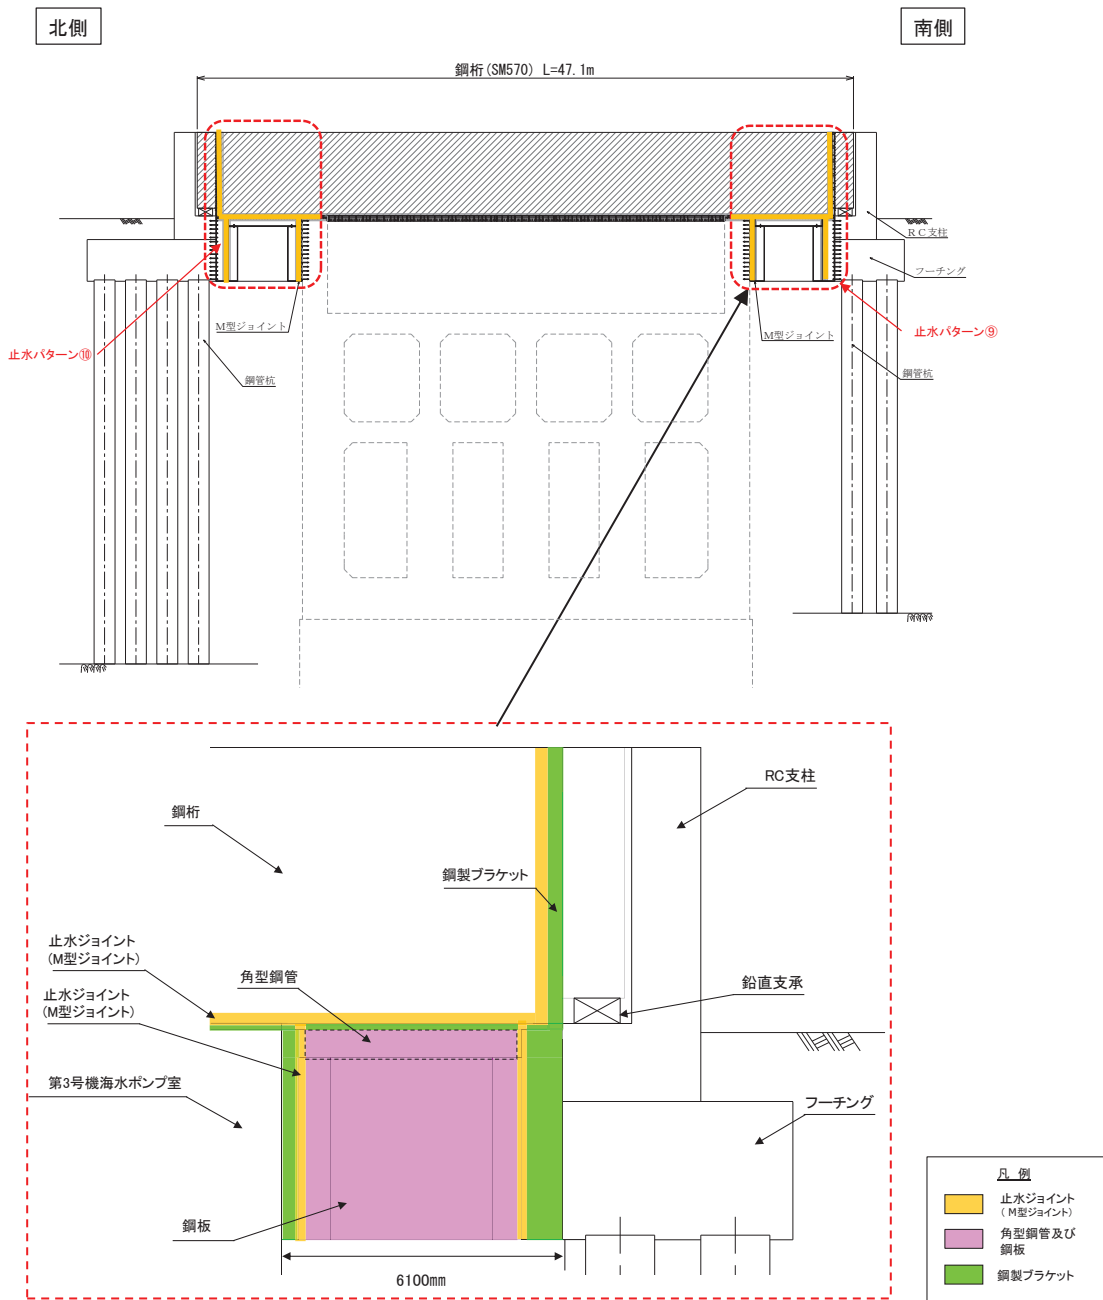 北側
南側
鋼桁(SM570) L=47.1m
RC支柱
フーチング
M型ジョイント
M型ジョイント
止水パターン⑩
止水パターン⑨
鋼管杭
鋼管杭
RC支柱
鋼桁
鋼製ブラケット
止水ジョイント
(M型ジョイント)
角型鋼管
鉛直支承
止水ジョイント
(M型ジョイント)
第3号機海水ポンプ室
フーチング
鋼板
6100mm
凡 例
止水ジョイント
(M型ジョイント)
角型鋼管及び
鋼板
鋼製ブラケット